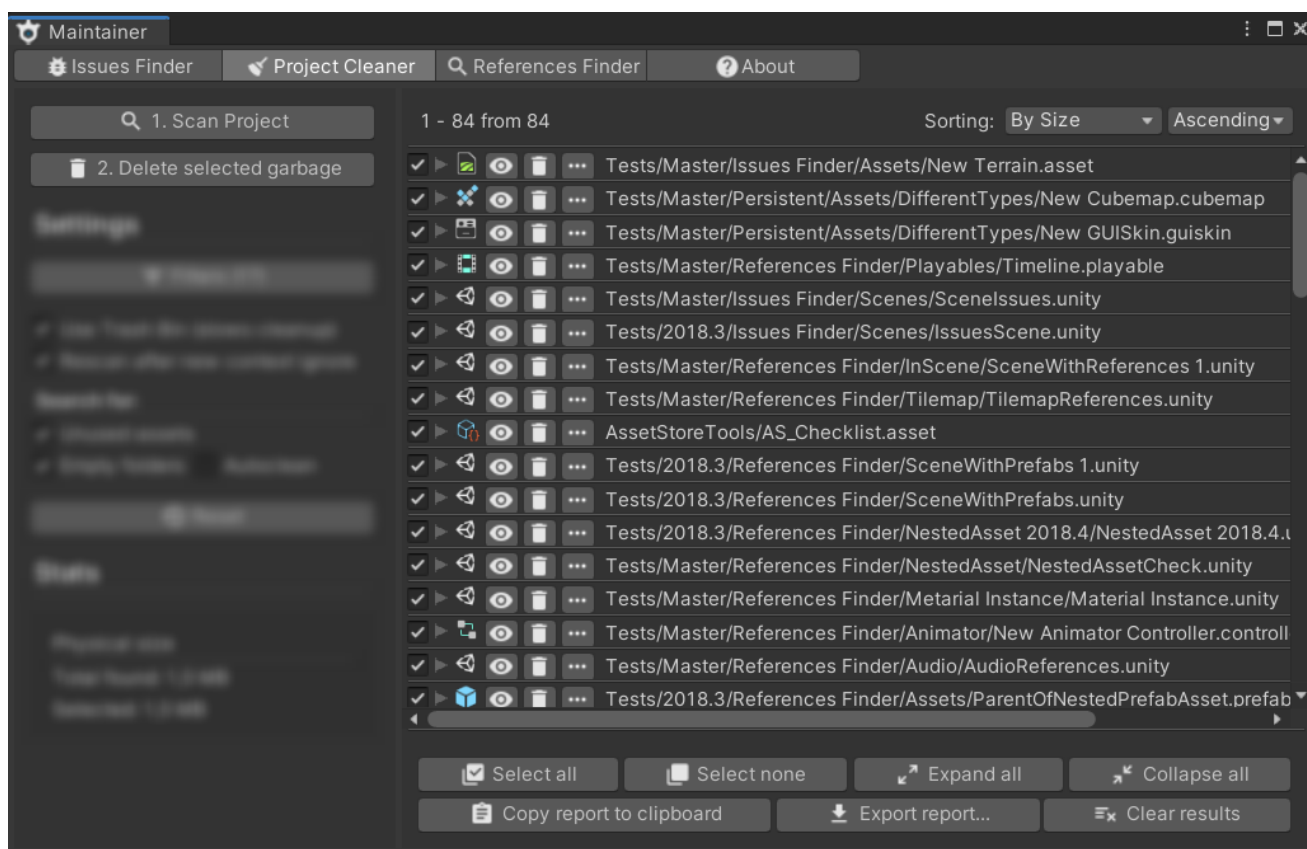 Maintainer
Issues Finder
Project Cleaner
References Finder
About
1. Scan Project
2. Delete selected garbage
1 - 84 from 84
Sorting: By Size Ascending
Tests/Master/Issues Finder/Assets/New Terrain.asset
Tests/Master/Persistent/Assets/DifferentTypes/New Cubemap.cubemap
Tests/Master/Persistent/Assets/DifferentTypes/New GUISkin.guiskin
Tests/Master/References Finder/Playables/Timeline.playable
Tests/Master/Issues Finder/Scenes/SceneIssues.unity
Tests/2018.3/Issues Finder/Scenes/IssuesScene.unity
Tests/Master/References Finder/InScene/SceneWithReferences 1.unity
Tests/Master/References Finder/Tilemap/TilemapReferences.unity
AssetStoreTools/AS_Checklist.asset
Tests/2018.3/References Finder/SceneWithPrefabs 1.unity
Tests/2018.3/References Finder/SceneWithPrefabs.unity
Tests/2018.3/References Finder/NestedAsset 2018.4/NestedAsset 2018.4.u
Tests/Master/References Finder/NestedAsset/NestedAssetCheck.unity
Tests/Master/References Finder/Metarial Instance/Material Instance.unity
Tests/Master/References Finder/Animator/New Animator Controller.controll
Tests/Master/References Finder/Audio/AudioReferences.unity
Tests/2018.3/References Finder/Assets/ParentOfNestedPrefabAsset.prefab
Select all
Select none
Expand all
Collapse all
Copy report to clipboard
Export report...
Clear results